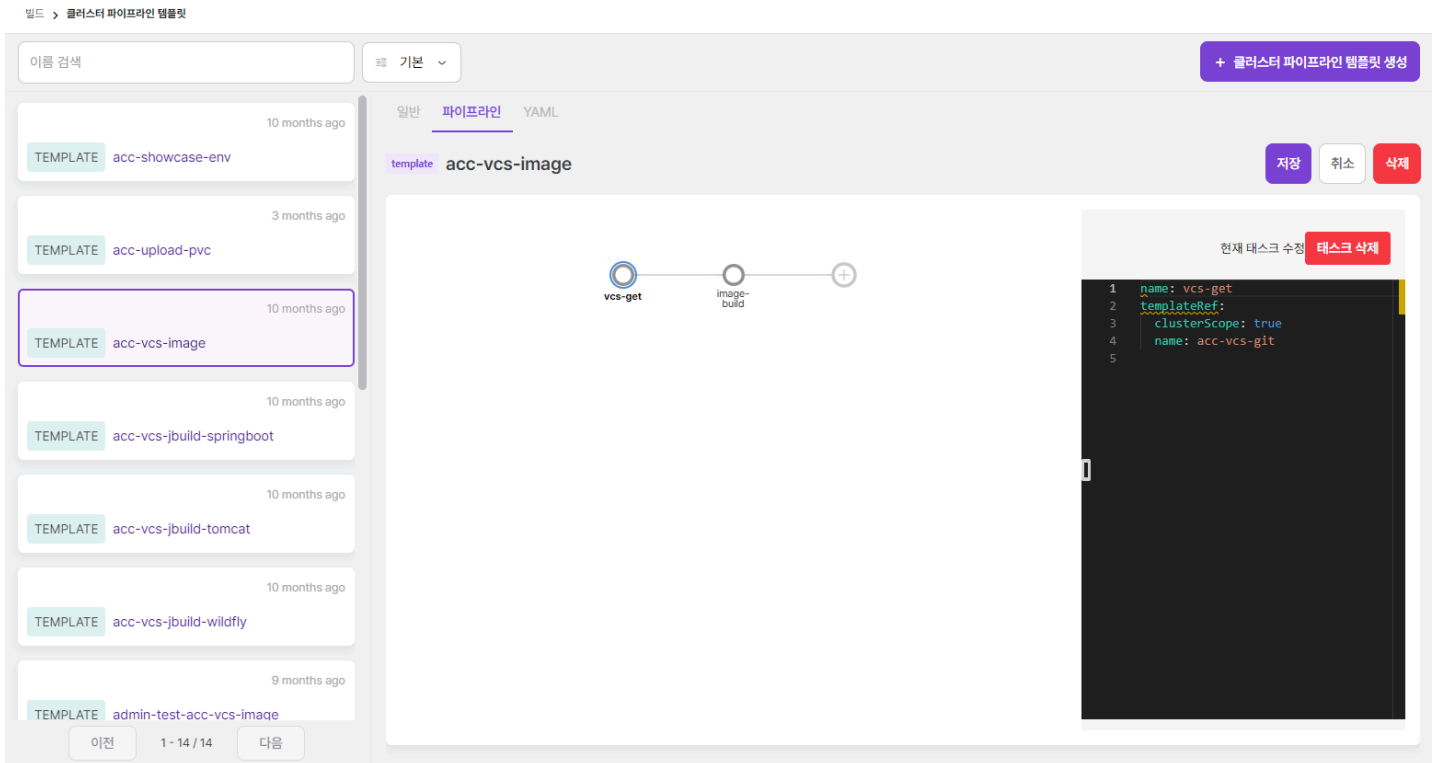 빌드 > 클러스터 파이프라인 템플릿
이름 검색
기본
+ 클러스터 파이프라인 템플릿 생성
10 months ago
TEMPLATE acc-showcase-env
3 months ago
TEMPLATE acc-upload-pvc
10 months ago
TEMPLATE acc-vcs-image
10 months ago
TEMPLATE acc-vcs-jbuild-springboot
10 months ago
TEMPLATE acc-vcs-jbuild-tomcat
10 months ago
TEMPLATE acc-vcs-jbuild-wildfly
9 months ago
TEMPLATE admin-test-acc-vcs-image
이전 1 - 14 / 14 다음
일반 파이프라인 YAML
template acc-vcs-image
저장 취소 삭제
vcs-get
image-
build
현재 태스크 수정 태스크 삭제
1 name: vcs-get
2 templateRef:
3 clusterScope: true
4 name: acc-vcs-git
5